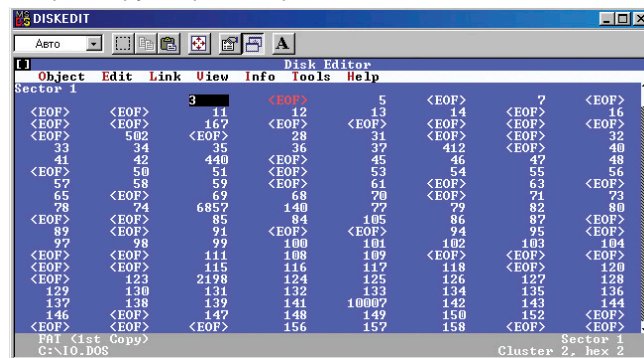 DISKEDIT
Авто
Disk Editor
Object Edit Link View Info Tools Help
Sector 1
3 <EOF> 5 <EOF> 7 <EOF>
<EOF> <EOF> 11 12 13 14 <EOF> 16
<EOF> <EOF> 167 <EOF> <EOF> <EOF> <EOF> <EOF>
<EOF> 502 <EOF> 28 31 <EOF> <EOF> 32
33 34 35 36 37 412 <EOF> 40
41 42 440 <EOF> 45 46 47 48
<EOF> 50 51 <EOF> 53 54 55 56
57 58 59 <EOF> 61 <EOF> 63 <EOF>
65 <EOF> 69 68 70 <EOF> 71 73
78 74 6857 140 77 79 82 80
<EOF> <EOF> 85 84 105 86 87 <EOF>
89 <EOF> 91 <EOF> <EOF> 94 95 <EOF>
97 98 99 100 101 102 103 104
<EOF> <EOF> 111 108 109 <EOF> <EOF> <EOF>
<EOF> <EOF> 115 116 117 118 <EOF> 120
<EOF> 123 2198 124 125 126 127 128
129 130 131 132 133 134 135 136
137 138 139 141 10007 142 143 144
146 <EOF> 147 148 149 150 152 <EOF>
<EOF> <EOF> <EOF> 156 157 158 <EOF> <EOF>
FAT (1st Copy) Sector 1
C:\IO.DOS Cluster 2, hex 2